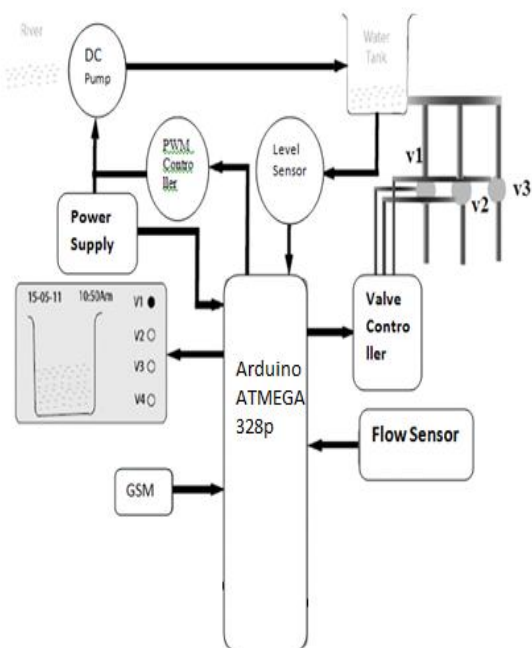 River
DC
Pump
Water
Tank
PWM
Contro
ller
Level
Sensor
v1
v2
v3
Power
Supply
15-05-11 10:50Am
V1
V2
V3
V4
Valve
Contro
ller
Arduino
ATMEGA
328p
Flow Sensor
GSM